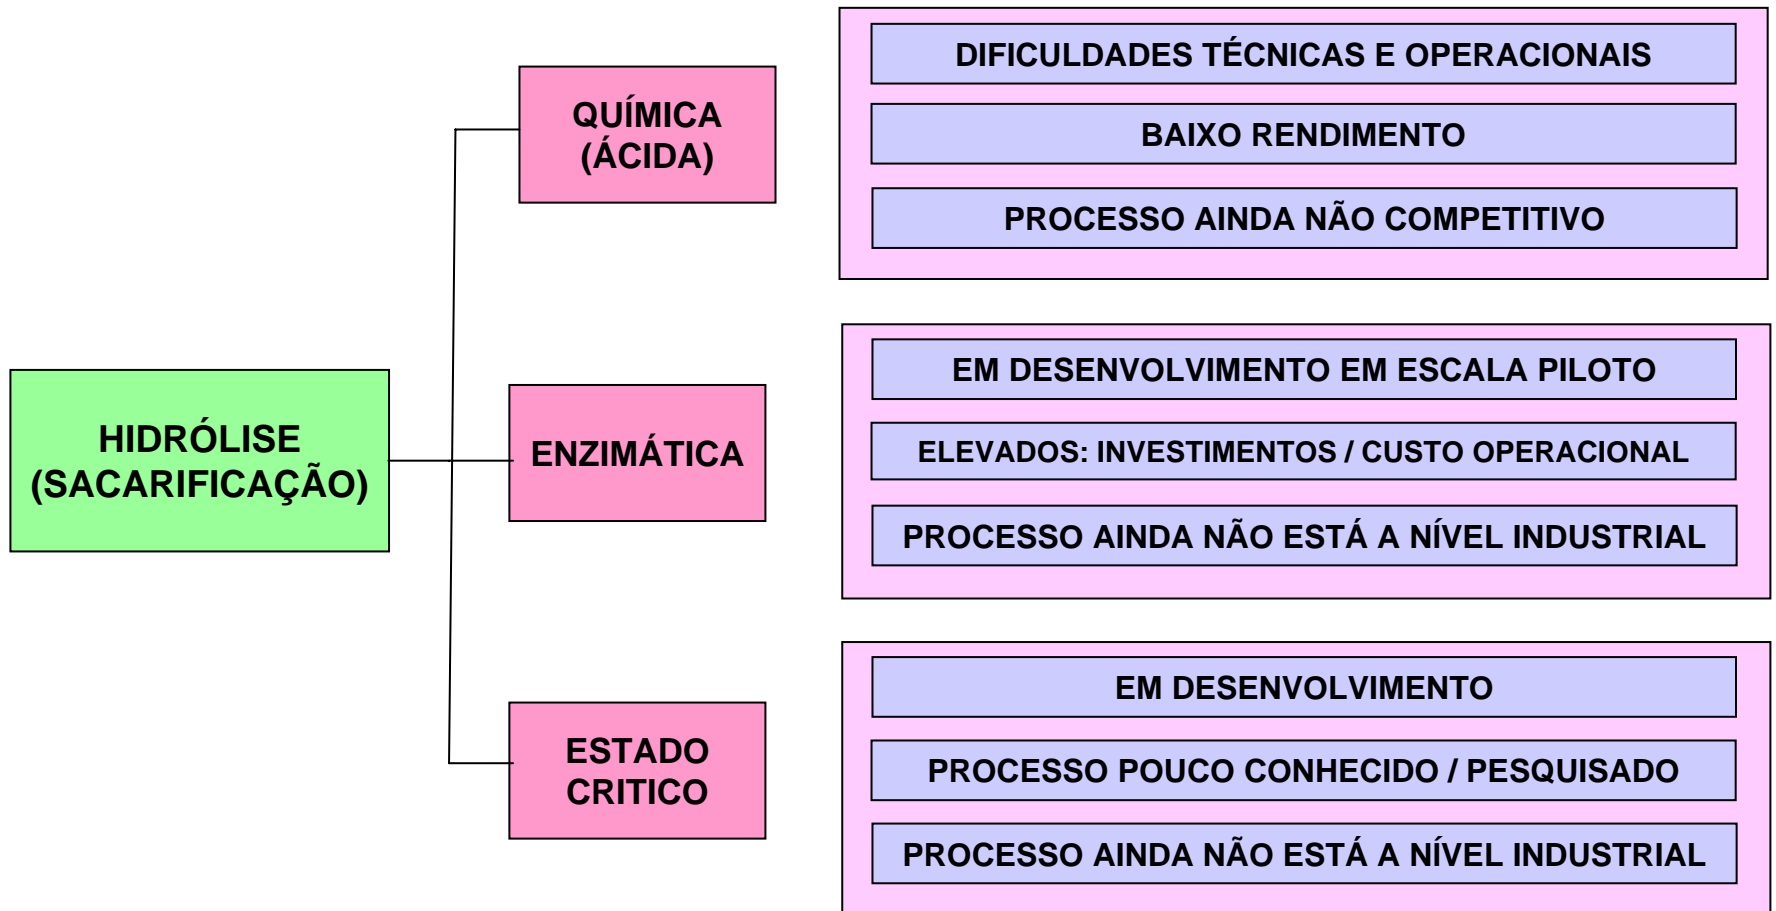 HIDRÓLISE
(SACARIFICAÇÃO)
QUÍMICA
(ÁCIDA)
DIFICULDADES TÉCNICAS E OPERACIONAIS
BAIXO RENDIMENTO
PROCESSO AINDA NÃO COMPETITIVO
ENZIMÁTICA
EM DESENVOLVIMENTO EM ESCALA PILOTO
ELEVADOS: INVESTIMENTOS / CUSTO OPERACIONAL
PROCESSO AINDA NÃO ESTÁ A NÍVEL INDUSTRIAL
ESTADO
CRITICO
EM DESENVOLVIMENTO
PROCESSO POUCO CONHECIDO / PESQUISADO
PROCESSO AINDA NÃO ESTÁ A NÍVEL INDUSTRIAL